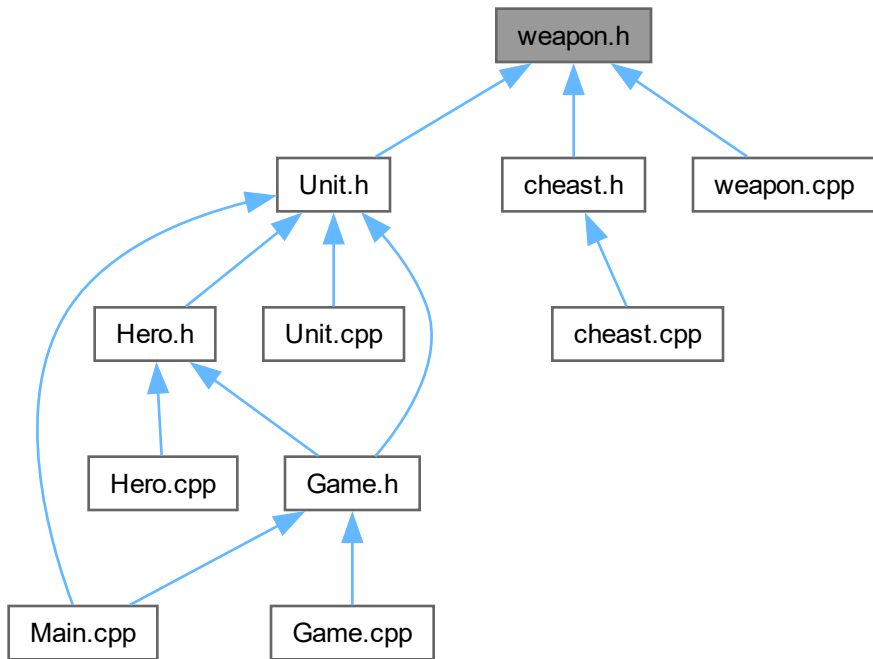 weapon.h
Unit.h
cheast.h
weapon.cpp
Hero.h
Unit.cpp
cheast.cpp
Hero.cpp
Game.h
Main.cpp
Game.cpp